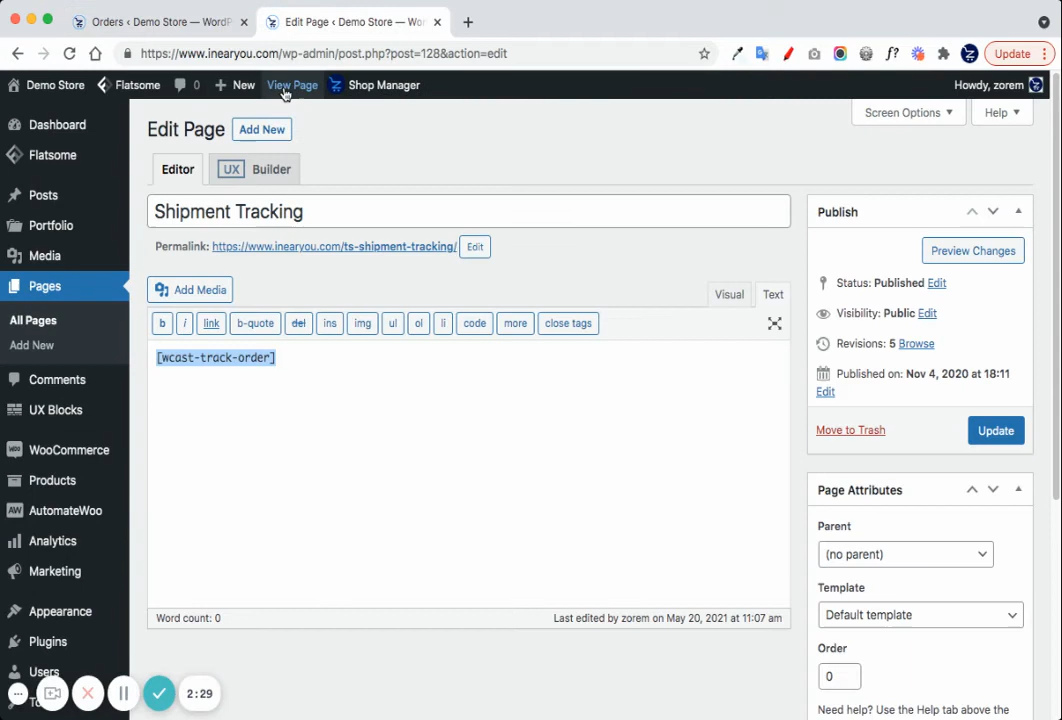 Orders ‹ Demo Store — WordP
Edit Page ‹ Demo Store — Wor
https://www.inearyou.com/wp-admin/post.php?post=128&action=edit
f?
Update
Demo Store
Flatsome
0
New
View Page
Shop Manager
Howdy, zorem
Dashboard
Flatsome
Posts
Portfolio
Media
Pages
All Pages
Add New
Comments
UX Blocks
WooCommerce
Products
AutomateWoo
Analytics
Marketing
Appearance
Plugins
Users
Screen Options
Help
Edit Page
Add New
Editor
UX Builder
Shipment Tracking
Permalink: https://www.inearyou.com/ts-shipment-tracking/ Edit
Add Media
Visual
Text
b i link b-quote del ins img ul ol li code more close tags
[wcast-track-order]
Word count: 0
Last edited by zorem on May 20, 2021 at 11:07 am
Publish
Preview Changes
Status: Published Edit
Visibility: Public Edit
Revisions: 5 Browse
Published on: Nov 4, 2020 at 18:11
Edit
Move to Trash
Update
Page Attributes
Parent
(no parent)
Template
Default template
Order
0
Need help? Use the Help tab above the
2:29